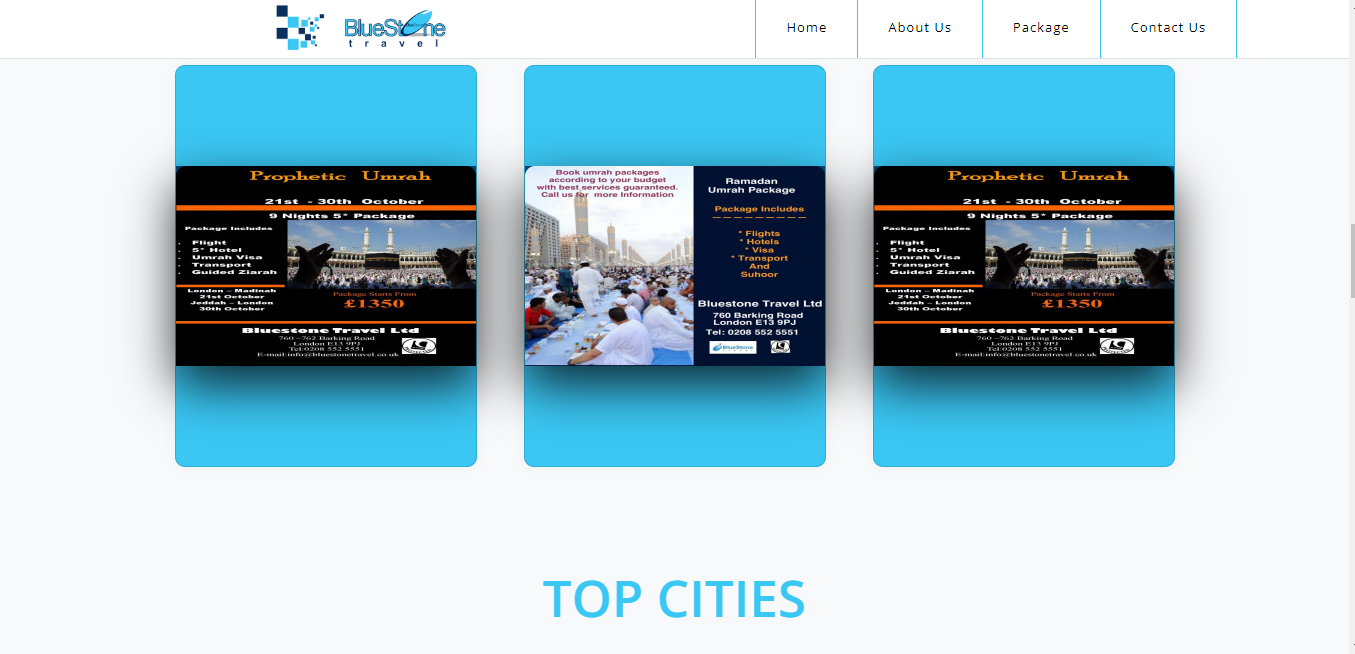 BlueStone
travel
Home
About Us
Package
Contact Us
Prophetic Umrah
21st - 30th October
9 Nights 5* Package
Package Includes
Flight
5* Hotel
Umrah Visa
Transport
Guided Ziarah
London – Madinah
21st October
Jeddah – London
30th October
Package Starts From
£1350
Bluestone Travel Ltd
760 –762 Barking Road
London E13 9PJ
Tel:0208 552 5551
E-mail:info@bluestonetravel.co.uk
Book umrah packages
according to your budget
with best services guaranteed.
Call us for more Information
Ramadan
Umrah Package
Package Includes
* Flights
* Hotels
* Visa
* Transport
And
Suhoor
Bluestone Travel Ltd
760 Barking Road
London E13 9PJ
Tel: 0208 552 5551
BlueStone
Prophetic Umrah
21st - 30th October
9 Nights 5* Package
Package Includes
Flight
5* Hotel
Umrah Visa
Transport
Guided Ziarah
London – Madinah
21st October
Jeddah – London
30th October
Package Starts From
£1350
Bluestone Travel Ltd
760 –762 Barking Road
London E13 9PJ
Tel:0208 552 5551
E-mail:info@bluestonetravel.co.uk
TOP CITIES